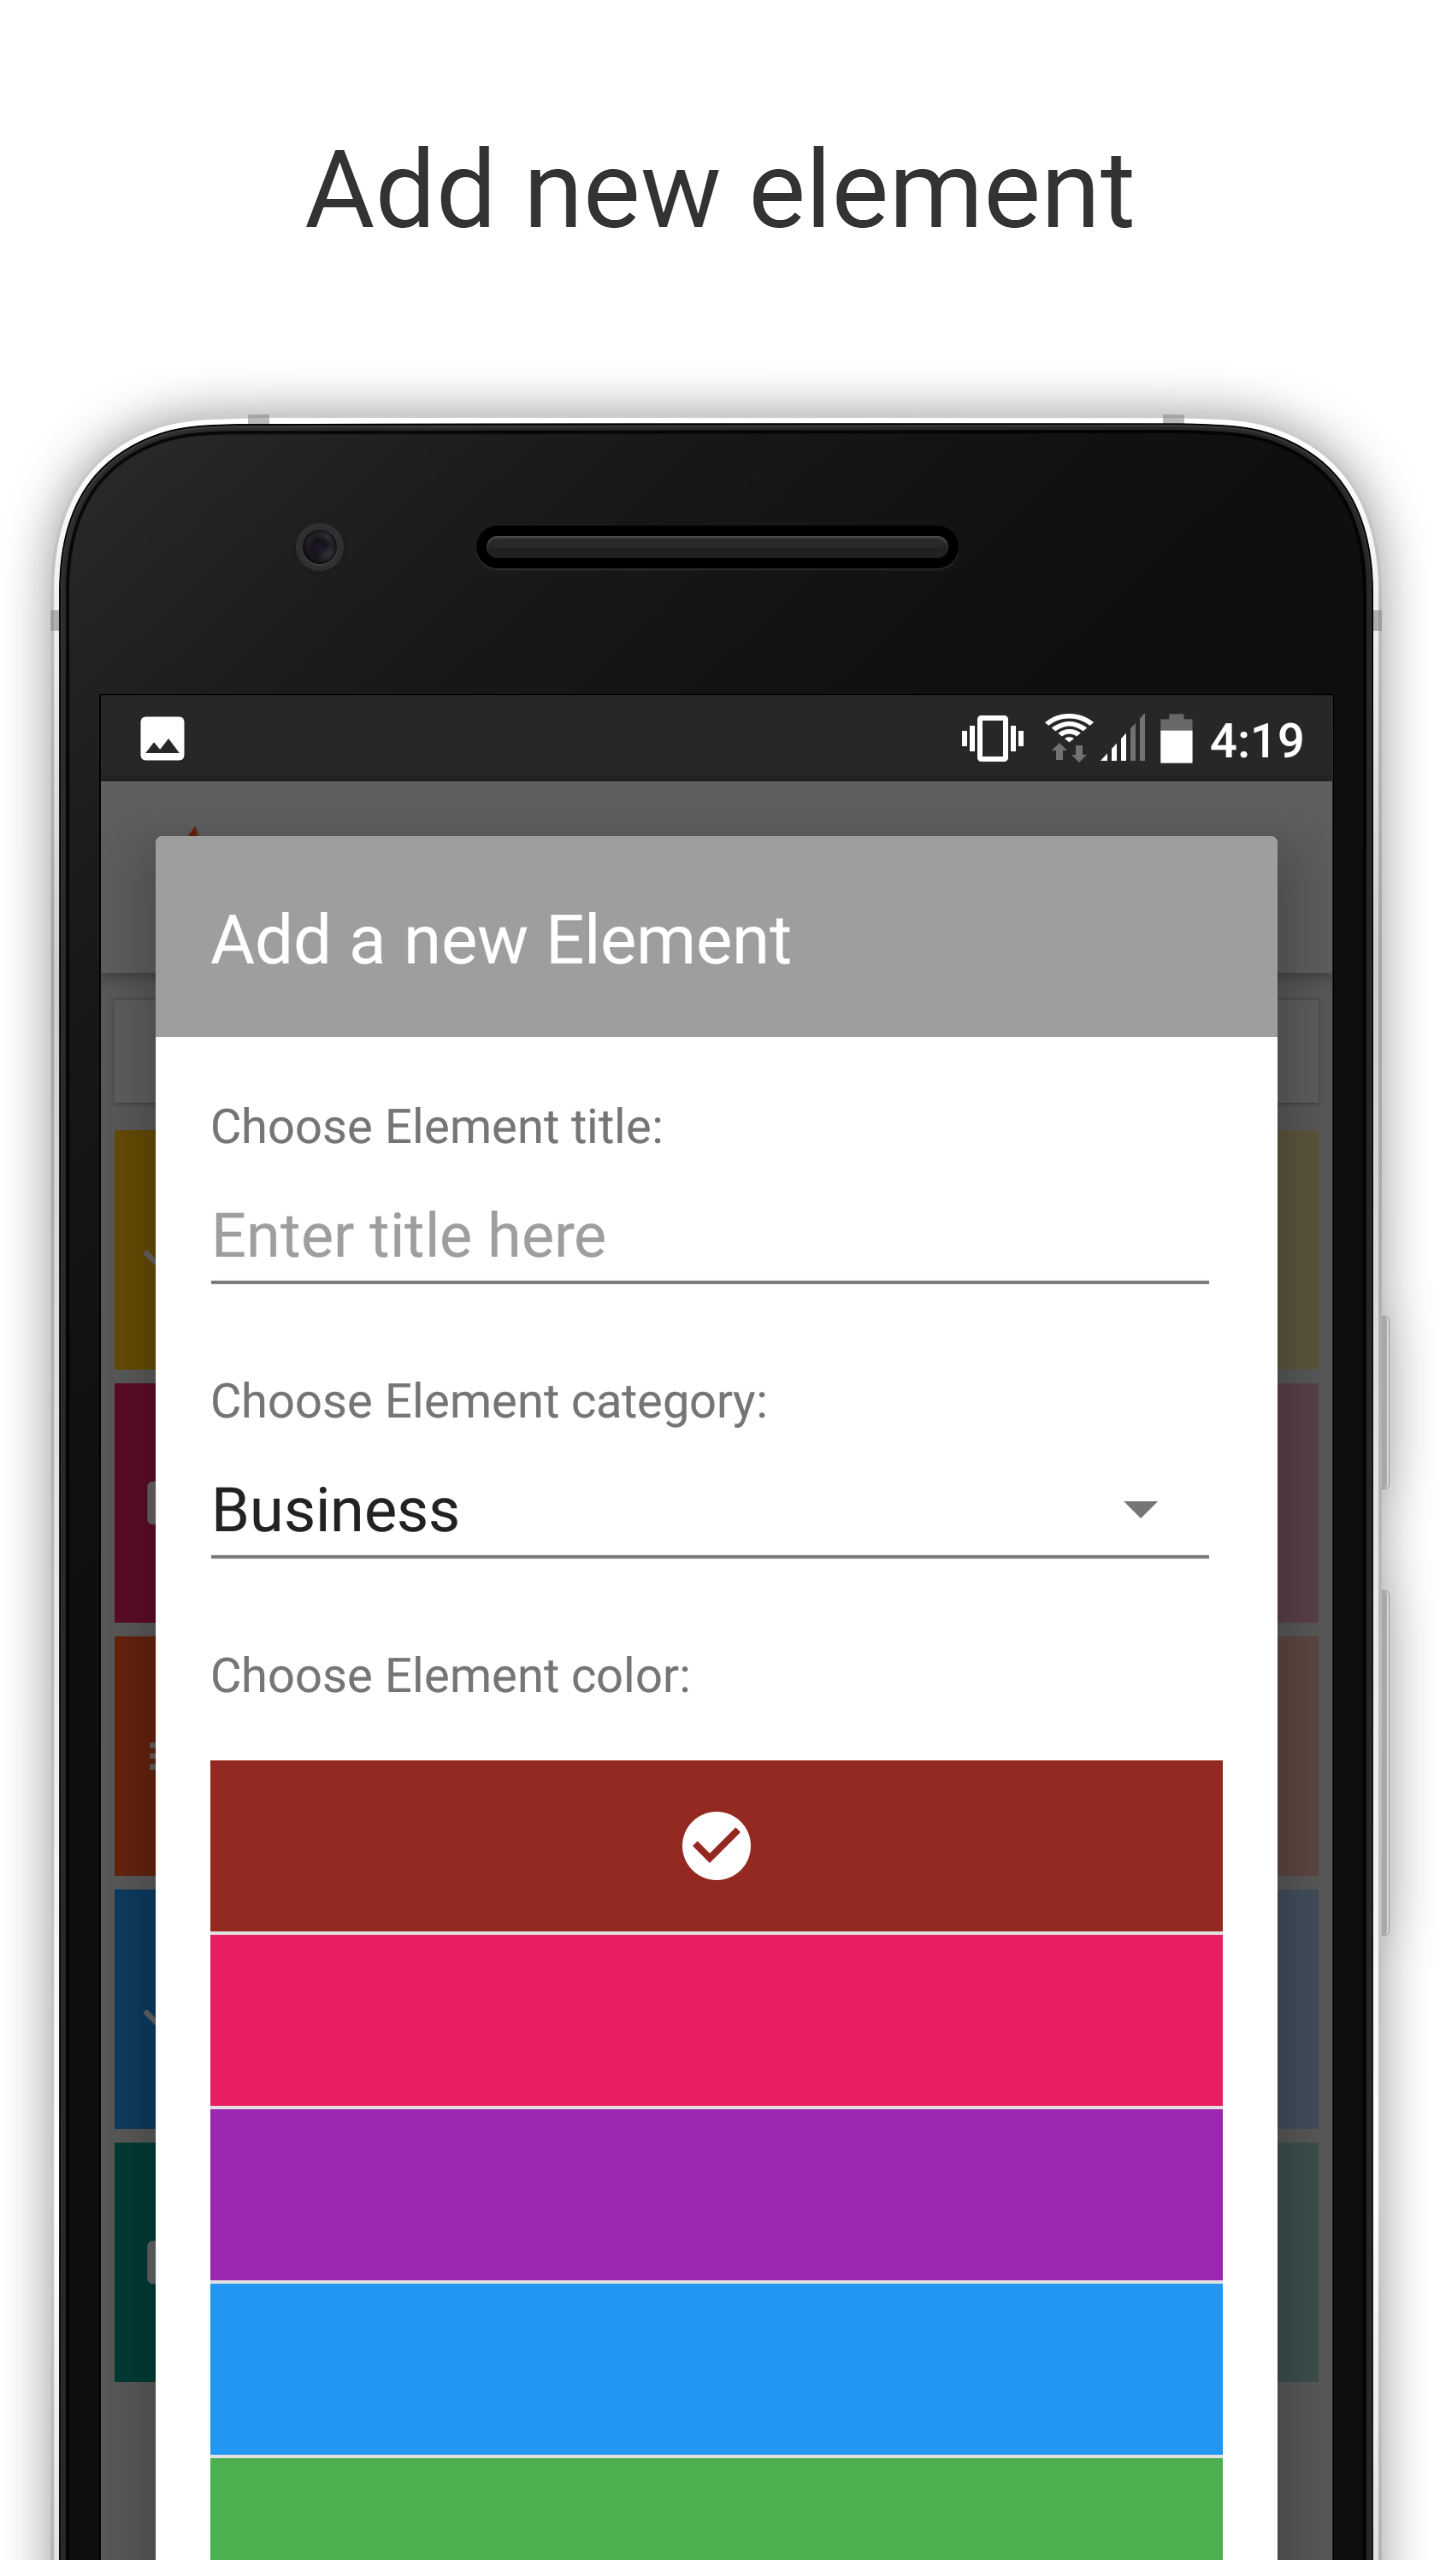 Add new element
4:19
Add a new Element
Choose Element title:
Enter title here
Choose Element category:
Business
Choose Element color: